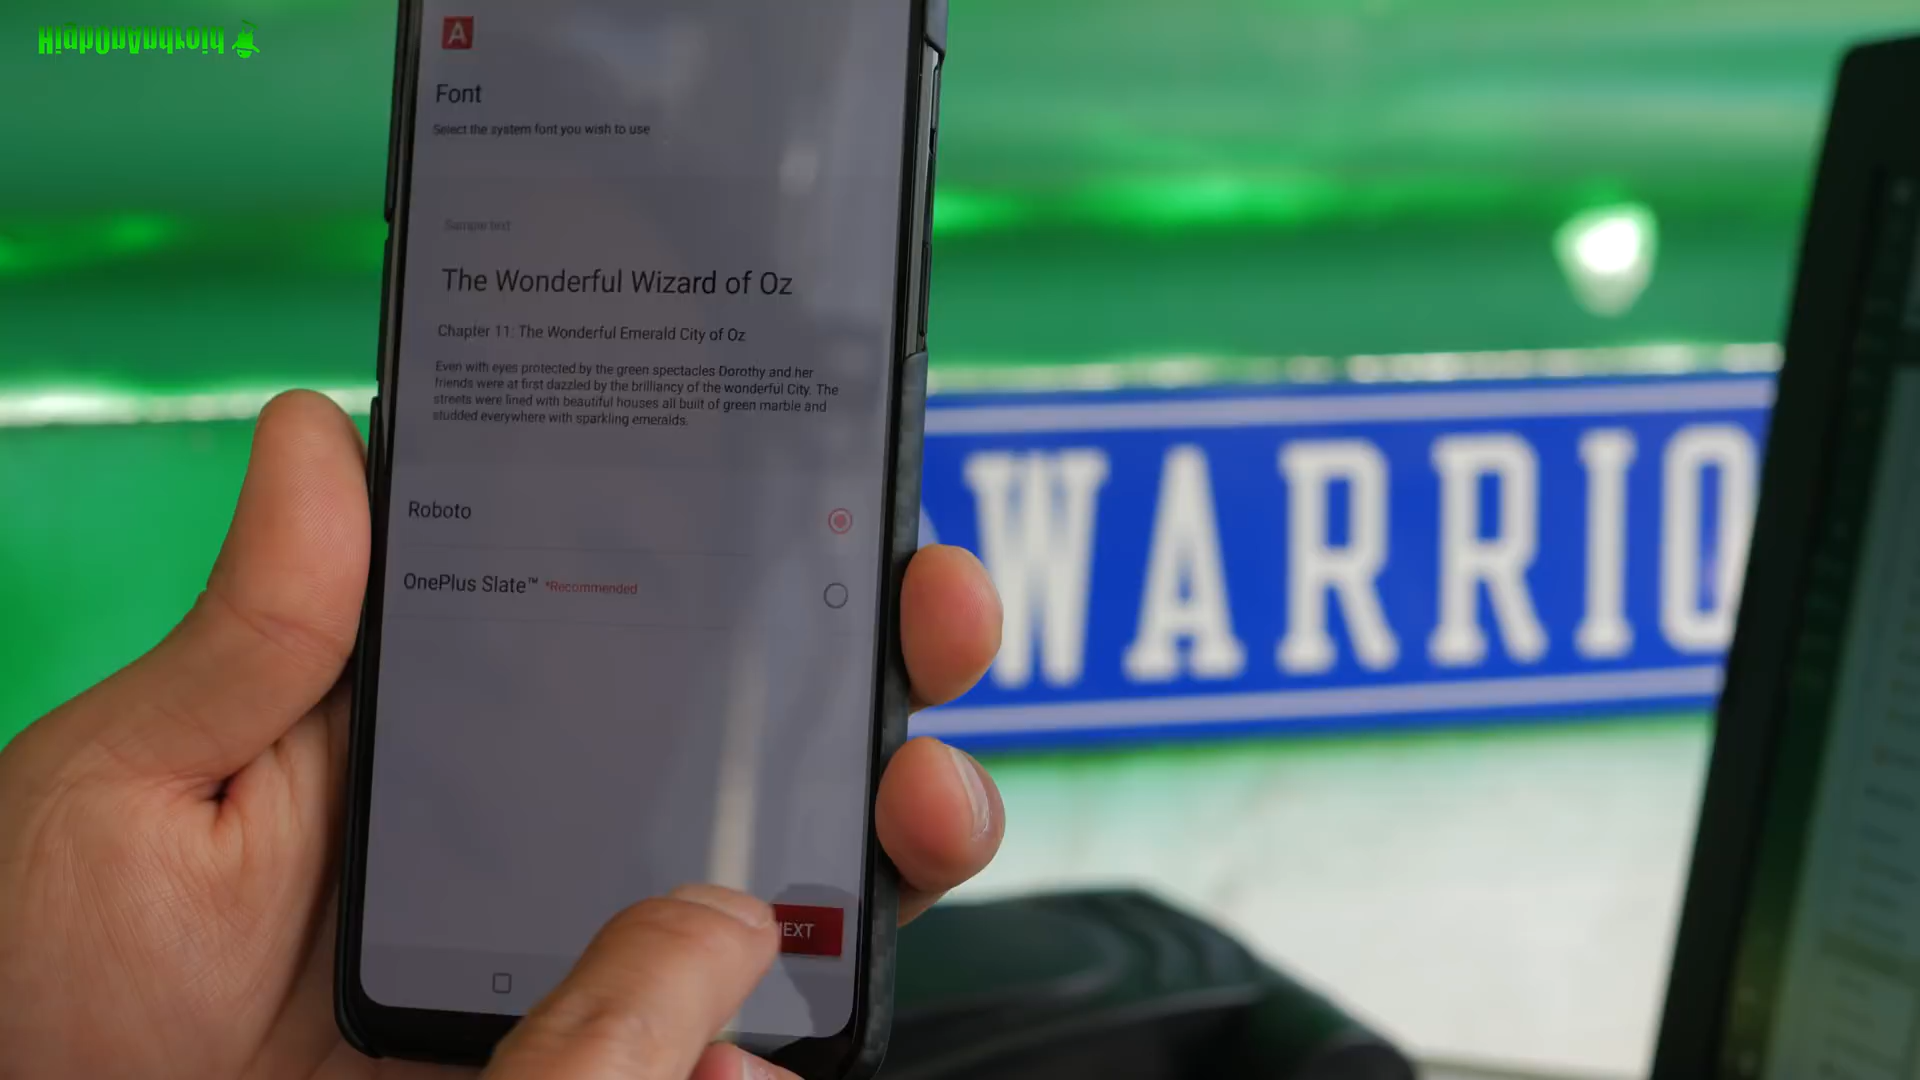 HighOnAndroid
A
Font
Select the system font you wish to use
Sample text
The Wonderful Wizard of Oz
Chapter 11: The Wonderful Emerald City of Oz
Even with eyes protected by the green spectacles Dorothy and her
friends were at first dazzled by the brilliancy of the wonderful City. The
streets were lined with beautiful houses all built of green marble and
studded everywhere with sparkling emeralds.
Roboto
OnePlus Slate™ *Recommended
EXT
WARRIO